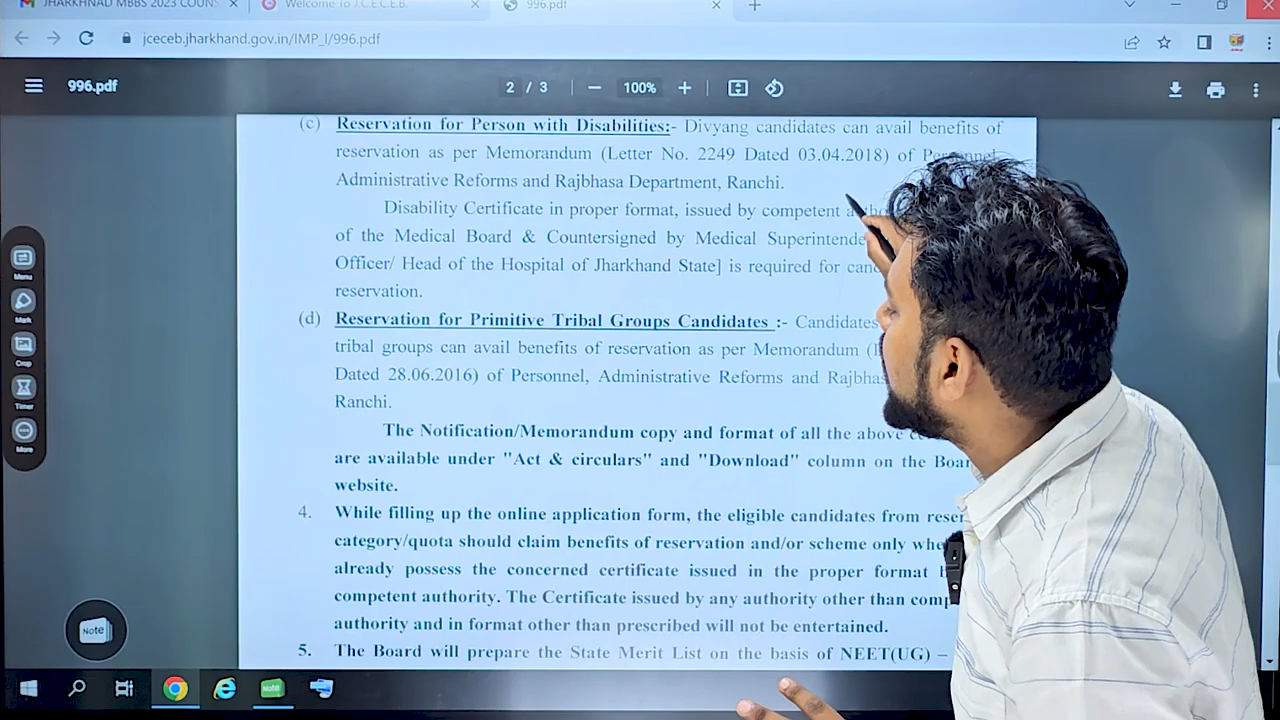 JHARKHNAD MBBS 2023 COUNS
Welcome To J.C.E.C.E.B.
996.pdf
jceceb.jharkhand.gov.in/IMP_I/996.pdf
996.pdf
2 / 3
100%
(c) Reservation for Person with Disabilities:- Divyang candidates can avail benefits of
reservation as per Memorandum (Letter No. 2249 Dated 03.04.2018) of
Administrative Reforms and Rajbhasa Department, Ranchi.
Disability Certificate in proper format, issued by competent
of the Medical Board & Countersigned by Medical
Officer/ Head of the Hospital of Jharkhand State] is required for
reservation.
(d) Reservation for Primitive Tribal Groups Candidates :- Candidates
tribal groups can avail benefits of reservation as per Memorandum
Dated 28.06.2016) of Personnel, Administrative Reforms and
Ranchi.
The Notification/Memorandum copy and format of all the above
are available under "Act & circulars" and "Download" column on the
website.
4. While filling up the online application form, the eligible candidates from
category/quota should claim benefits of reservation and/or scheme only
already possess the concerned certificate issued in the proper format
competent authority. The Certificate issued by any authority other than
authority and in format other than prescribed will not be entertained.
5. The Board will prepare the State Merit List on the basis of NEET(UG) –
Menu
Mark
Crop
Timer
More
Note
Note